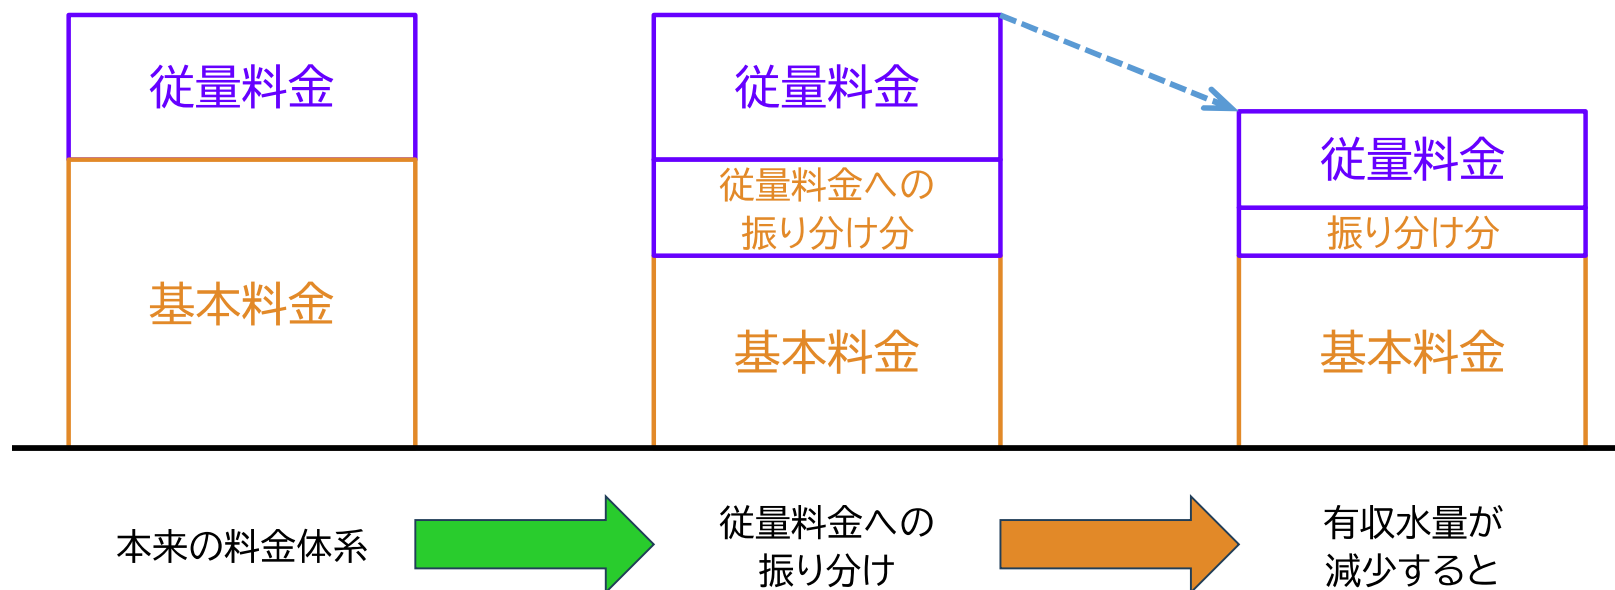 従量料金
基本料金
従量料金
従量料金への
振り分け分
基本料金
従量料金
振り分け分
基本料金
本来の料金体系
従量料金への
振り分け
有収水量が
減少すると